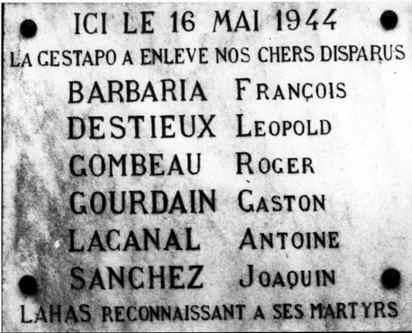 ICI LE 16 MAI 1944
LA GESTAPO A ENLEVE NOS CHERS DISPARUS
BARBARIA FRANÇOIS
DESTIEUX LEOPOLD
GOMBEAU ROGER
GOURDAIN GASTON
LACANAL ANTOINE
SANCHEZ JOAQUIN
LAHAS RECONNAISSANT A SES MARTYRS